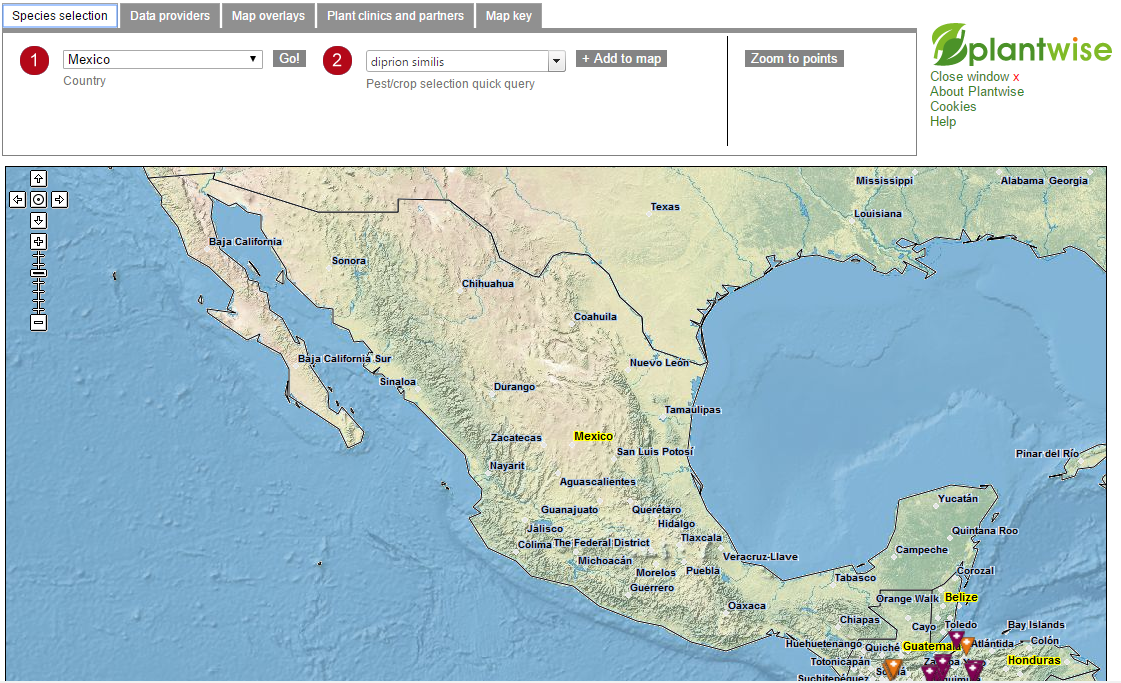 Species selection
Data providers
Map overlays
Plant clinics and partners
Map key
1
Mexico
Go!
Country
2
diprion similis
+ Add to map
Pest/crop selection quick query
Zoom to points
plantwise
Close window x
About Plantwise
Cookies
Help
Mississippi
Alabama
Georgia
Texas
Louisiana
Baja California
Sonora
Chihuahua
Coahuila
Baja California Sur
Nuevo León
Sinaloa
Durango
Tamaulipas
Zacatecas
Mexico
San Luis Potosí
Pinar del Río
Nayarit
Aguascalientes
Yucatán
Guanajuato
Querétaro
Hidalgo
Jalisco
Quintana Roo
Tlaxcala
Colima
The Federal District
Campeche
Veracruz-Llave
Michoacán
Morelos
Puebla
Tabasco
Corozal
Guerrero
Orange Walk
Belize
Oaxaca
Chiapas
Cayo
Toledo
Bay Islands
Huehuetenango
Quiché
Guatemala
Atlántida
Colón
Totonicapán
Honduras
Suchitepéquez